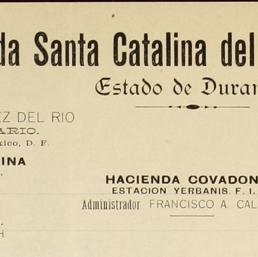 da Santa Catalina del
Estado de Duran
EZ DEL RIO
ARIO.
xico, D. F.
INA
HACIENDA COVADON
ESTACION YERBANIS. F. I.
Administrador FRANCISCO A. CAL